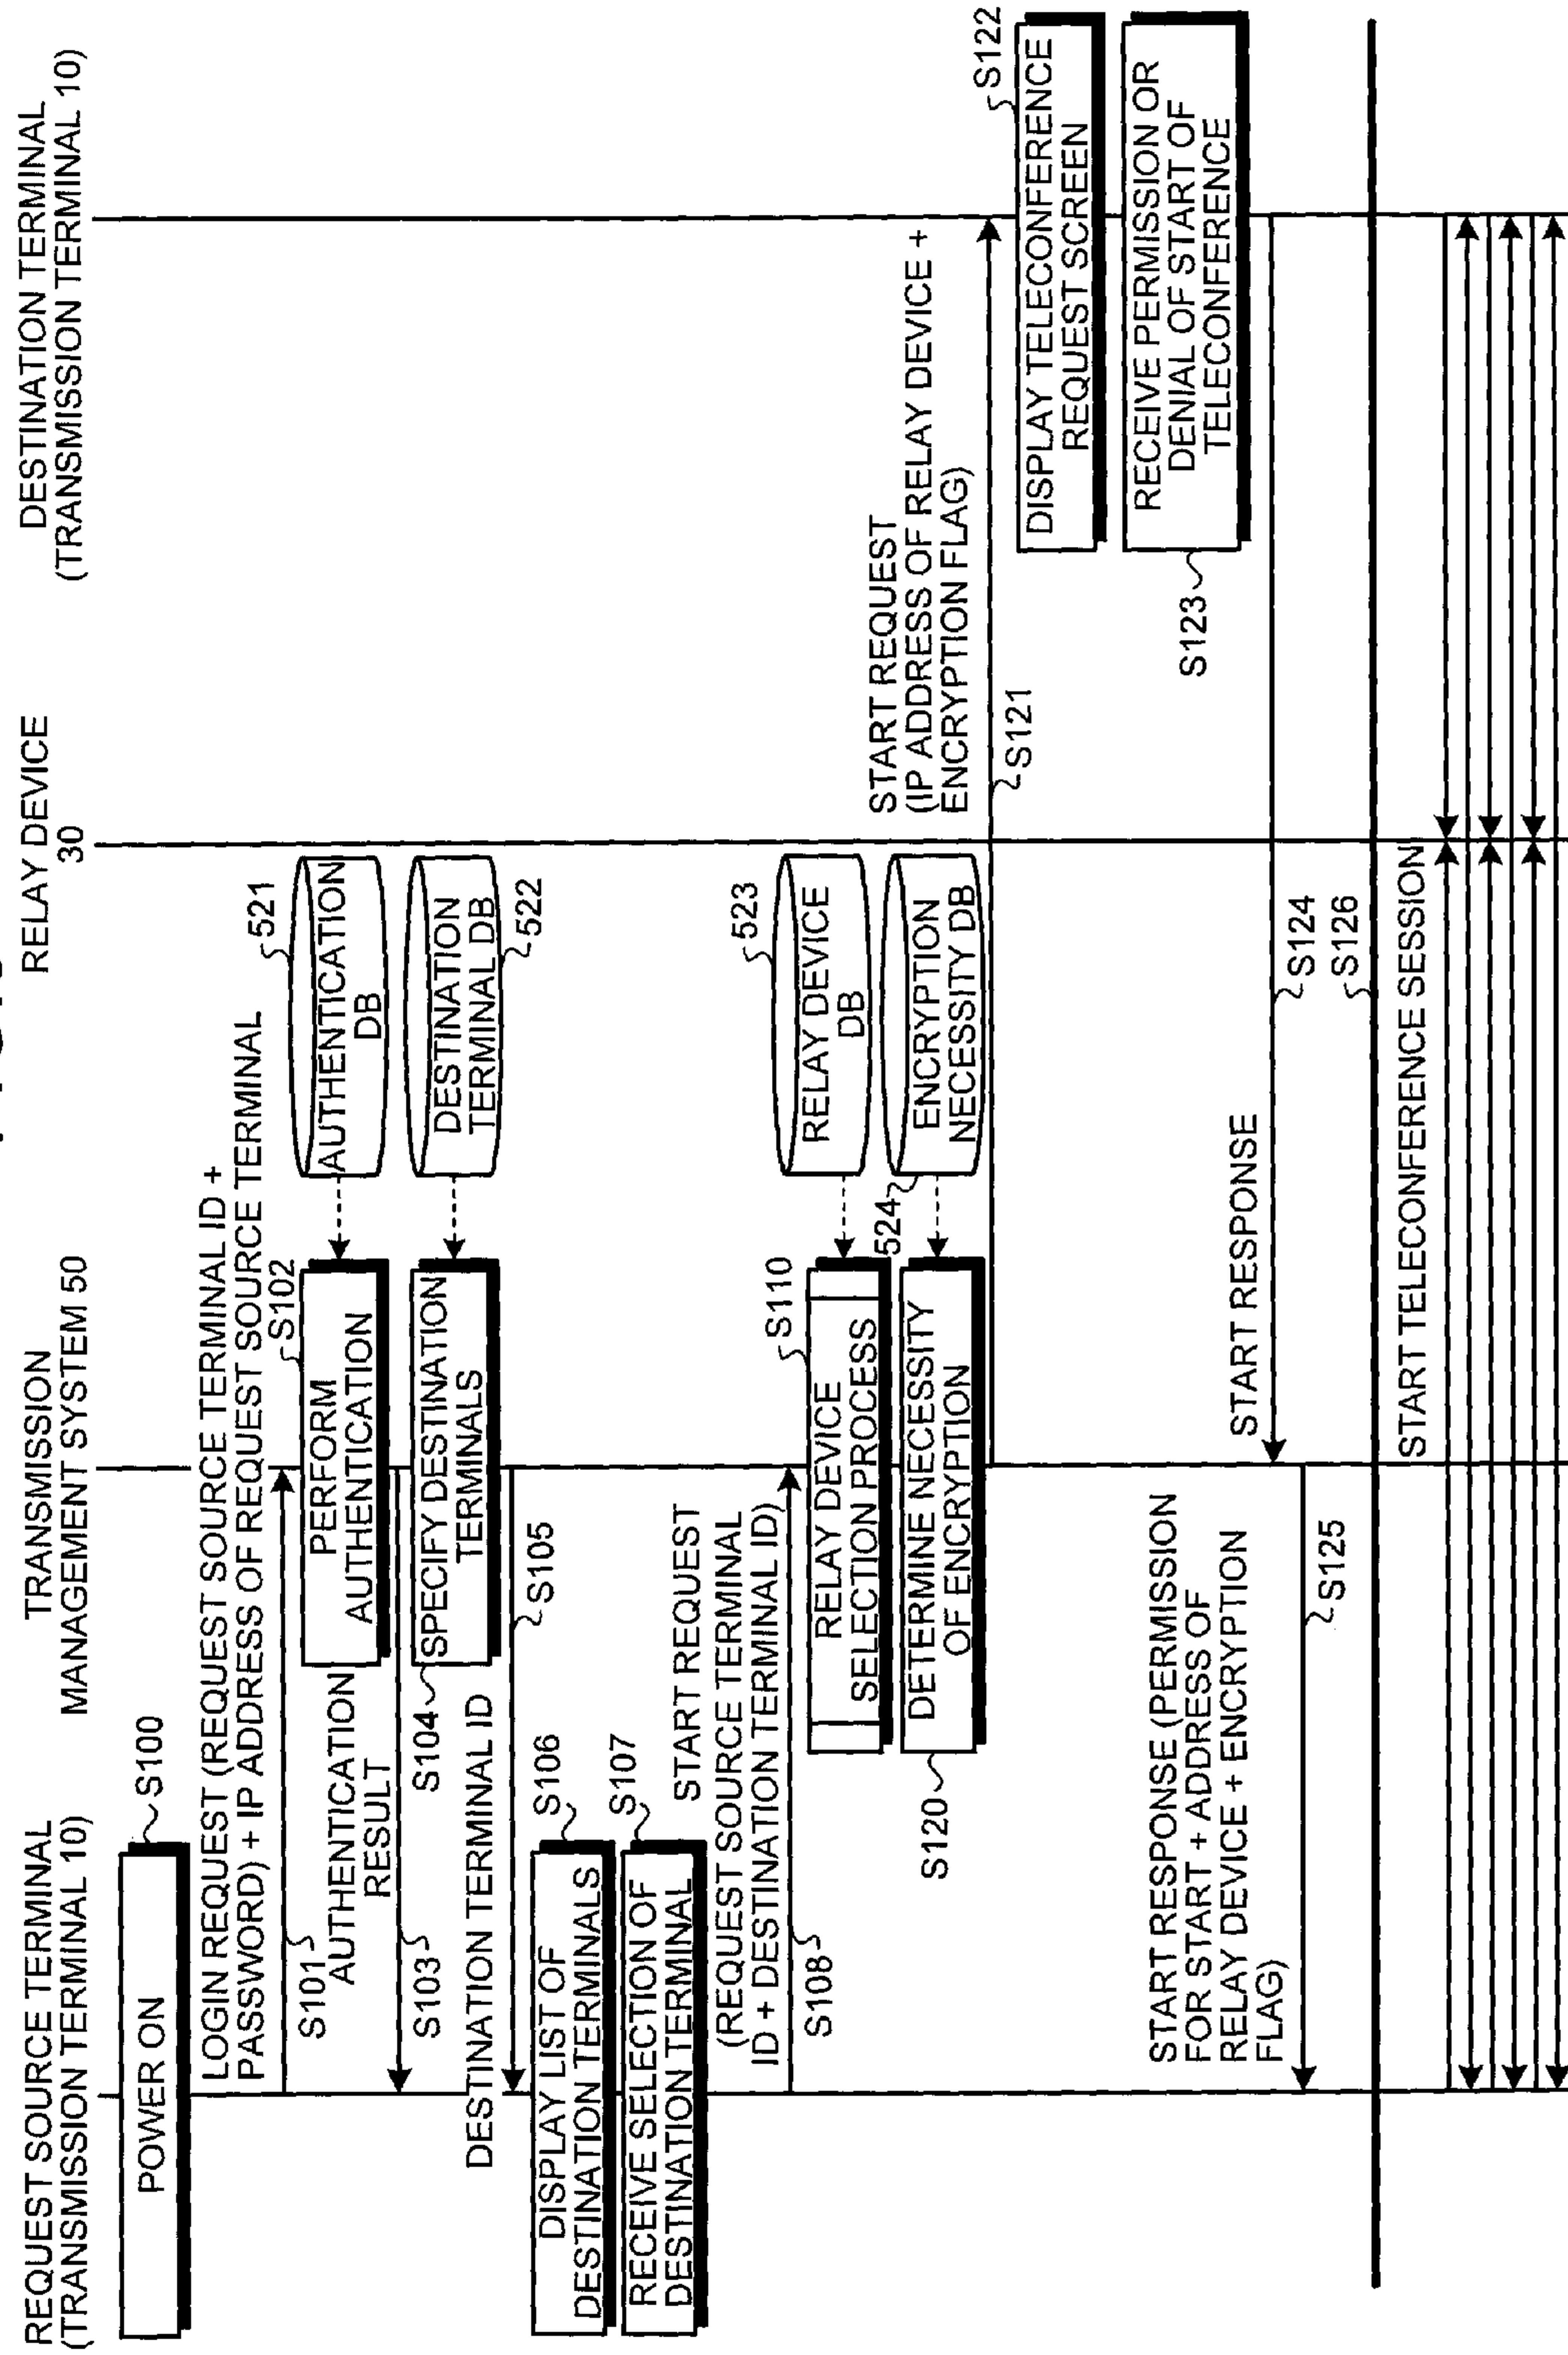 REQUEST SOURCE TERMINAL
(TRANSMISSION TERMINAL 10)
TRANSMISSION
MANAGEMENT SYSTEM 50
RELAY DEVICE
30
DESTINATION TERMINAL
(TRANSMISSION TERMINAL 10)
POWER ON
S100
LOGIN REQUEST (REQUEST SOURCE TERMINAL ID +
PASSWORD) + IP ADDRESS OF REQUEST SOURCE TERMINAL
S101
S102
PERFORM
AUTHENTICATION
521
AUTHENTICATION
DB
AUTHENTICATION
RESULT
S103
S104
SPECIFY DESTINATION
TERMINALS
DESTINATION
TERMINAL DB
522
DESTINATION TERMINAL ID
S105
S106
DISPLAY LIST OF
DESTINATION TERMINALS
S107
RECEIVE SELECTION OF
DESTINATION TERMINAL
START REQUEST
(REQUEST SOURCE TERMINAL
ID + DESTINATION TERMINAL ID)
S108
S110
RELAY DEVICE
SELECTION PROCESS
523
RELAY DEVICE
DB
524
ENCRYPTION
NECESSITY DB
DETERMINE NECESSITY
OF ENCRYPTION
S120
START REQUEST
(IP ADDRESS OF RELAY DEVICE +
ENCRYPTION FLAG)
S121
S122
DISPLAY TELECONFERENCE
REQUEST SCREEN
RECEIVE PERMISSION OR
DENIAL OF START OF
TELECONFERENCE
S123
START RESPONSE
S124
START RESPONSE (PERMISSION
FOR START + ADDRESS OF
RELAY DEVICE + ENCRYPTION
FLAG)
S125
S126
START TELECONFERENCE SESSION